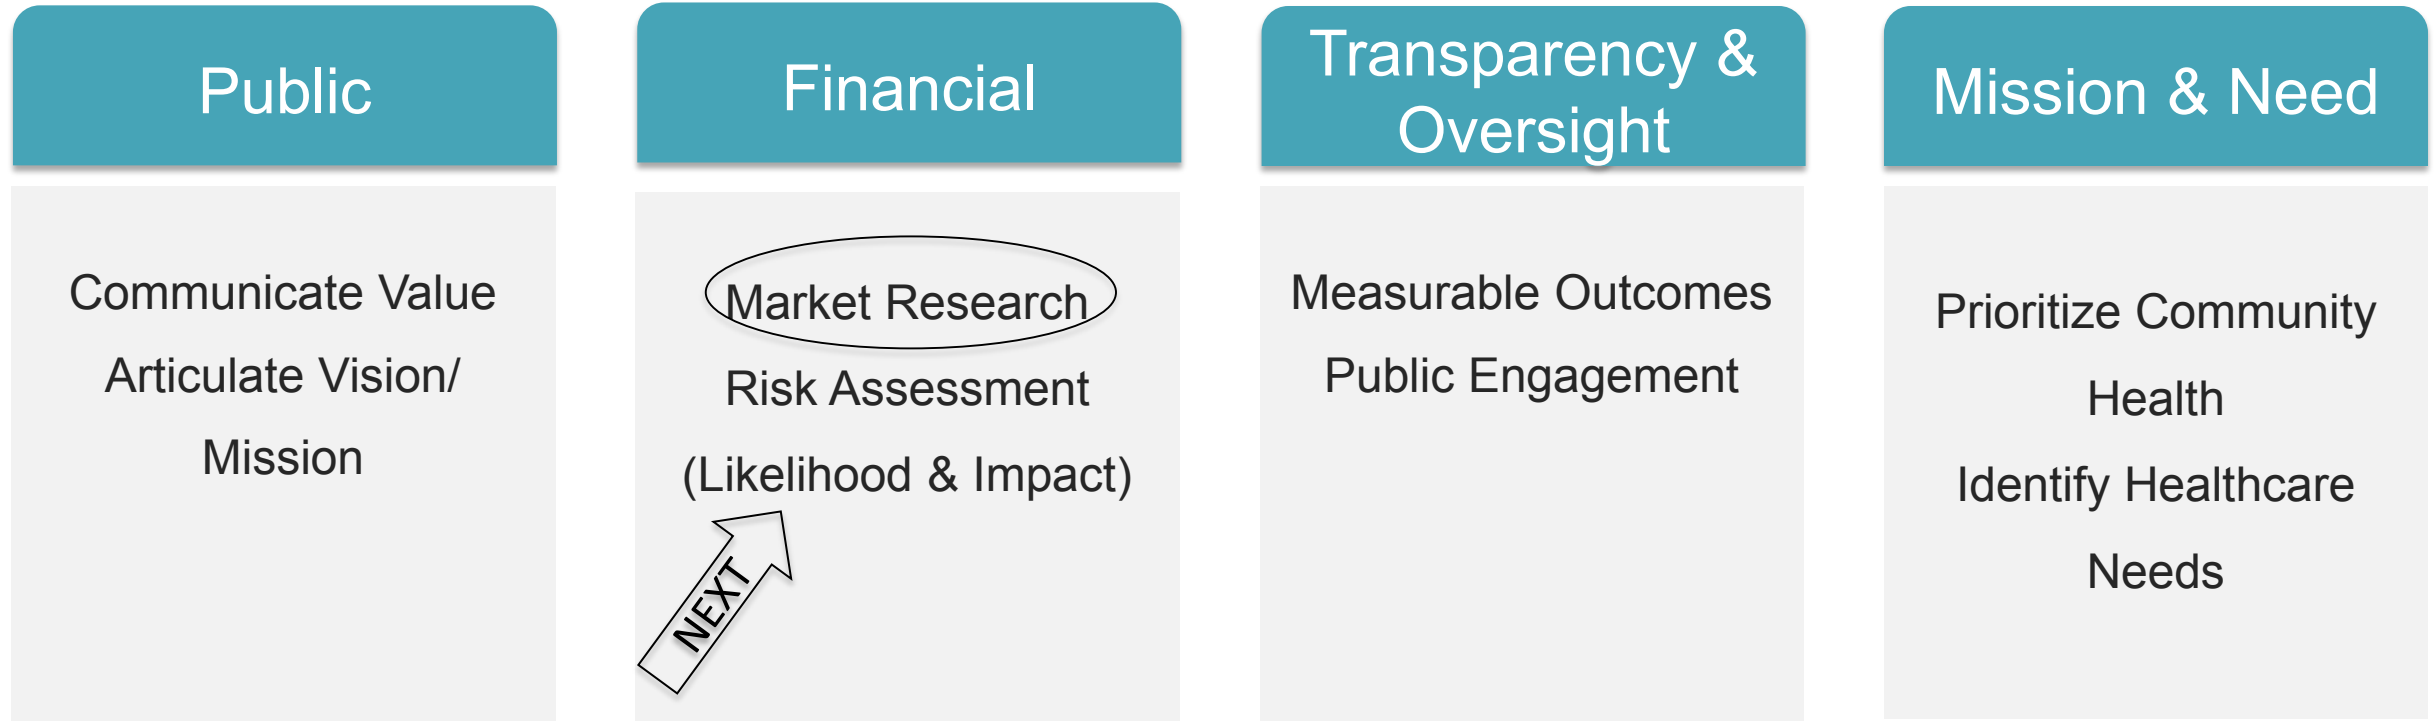 Public
Communicate Value
Articulate Vision/
Mission
Financial
Market Research
Risk Assessment
(Likelihood & Impact)
NEXT
Transparency &
Oversight
Measurable Outcomes
Public Engagement
Mission & Need
Prioritize Community
Health
Identify Healthcare
Needs